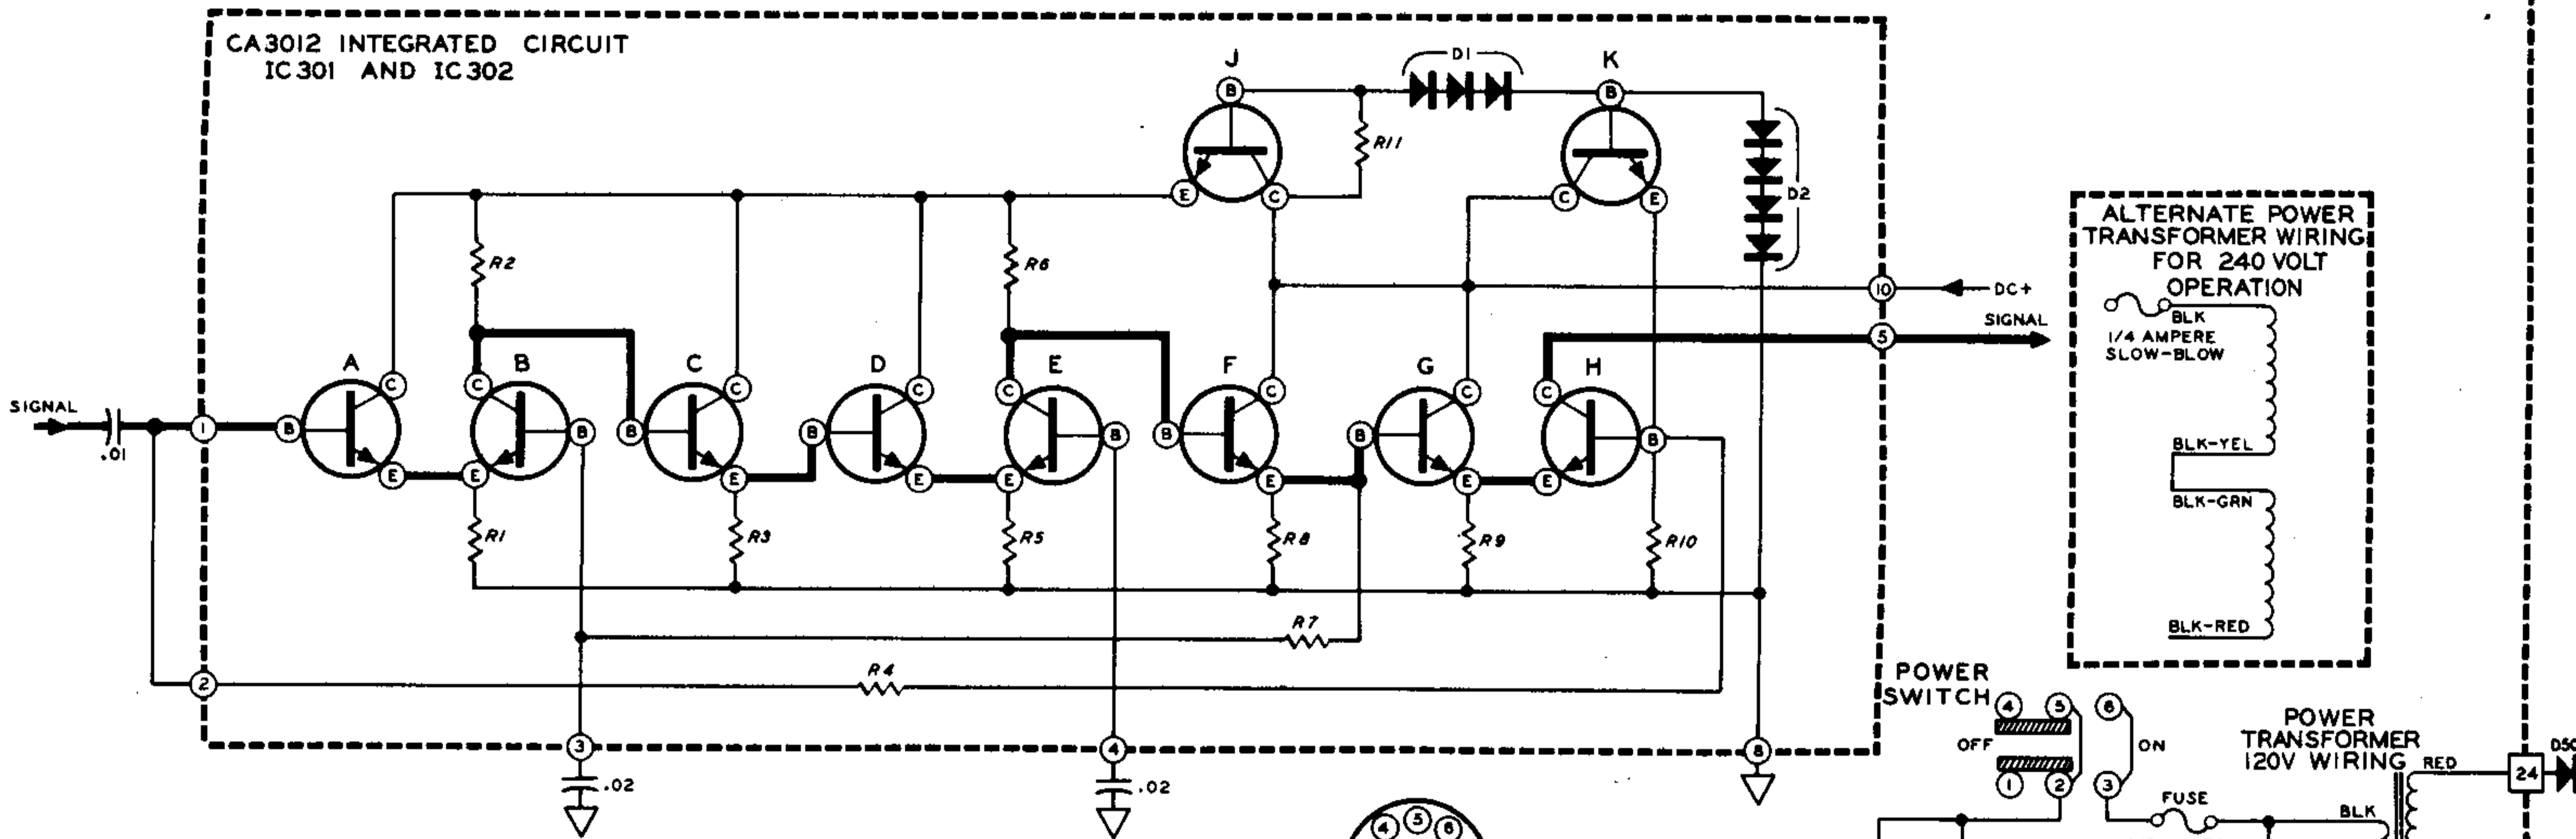 CA3012 INTEGRATED CIRCUIT
IC301 AND IC302
J
D1
K
B
B
R11
D2
E
C
C
E
R2
R6
10
DC+
SIGNAL
5
A
B
C
D
E
F
G
H
C
C
C
C
C
C
C
C
SIGNAL
.01
1
B
B
B
B
B
B
B
B
E
E
E
E
E
E
E
E
R1
R3
R5
R8
R9
R10
R7
R4
2
3
4
8
.02
.02
4
5
6
ALTERNATE POWER
TRANSFORMER WIRING
FOR 240 VOLT
OPERATION
BLK
1/4 AMPERE
SLOW-BLOW
BLK-YEL
BLK-GRN
BLK-RED
POWER
SWITCH
4
5
6
OFF
ON
1
2
3
FUSE
POWER
TRANSFORMER
120V WIRING
RED
BLK
24